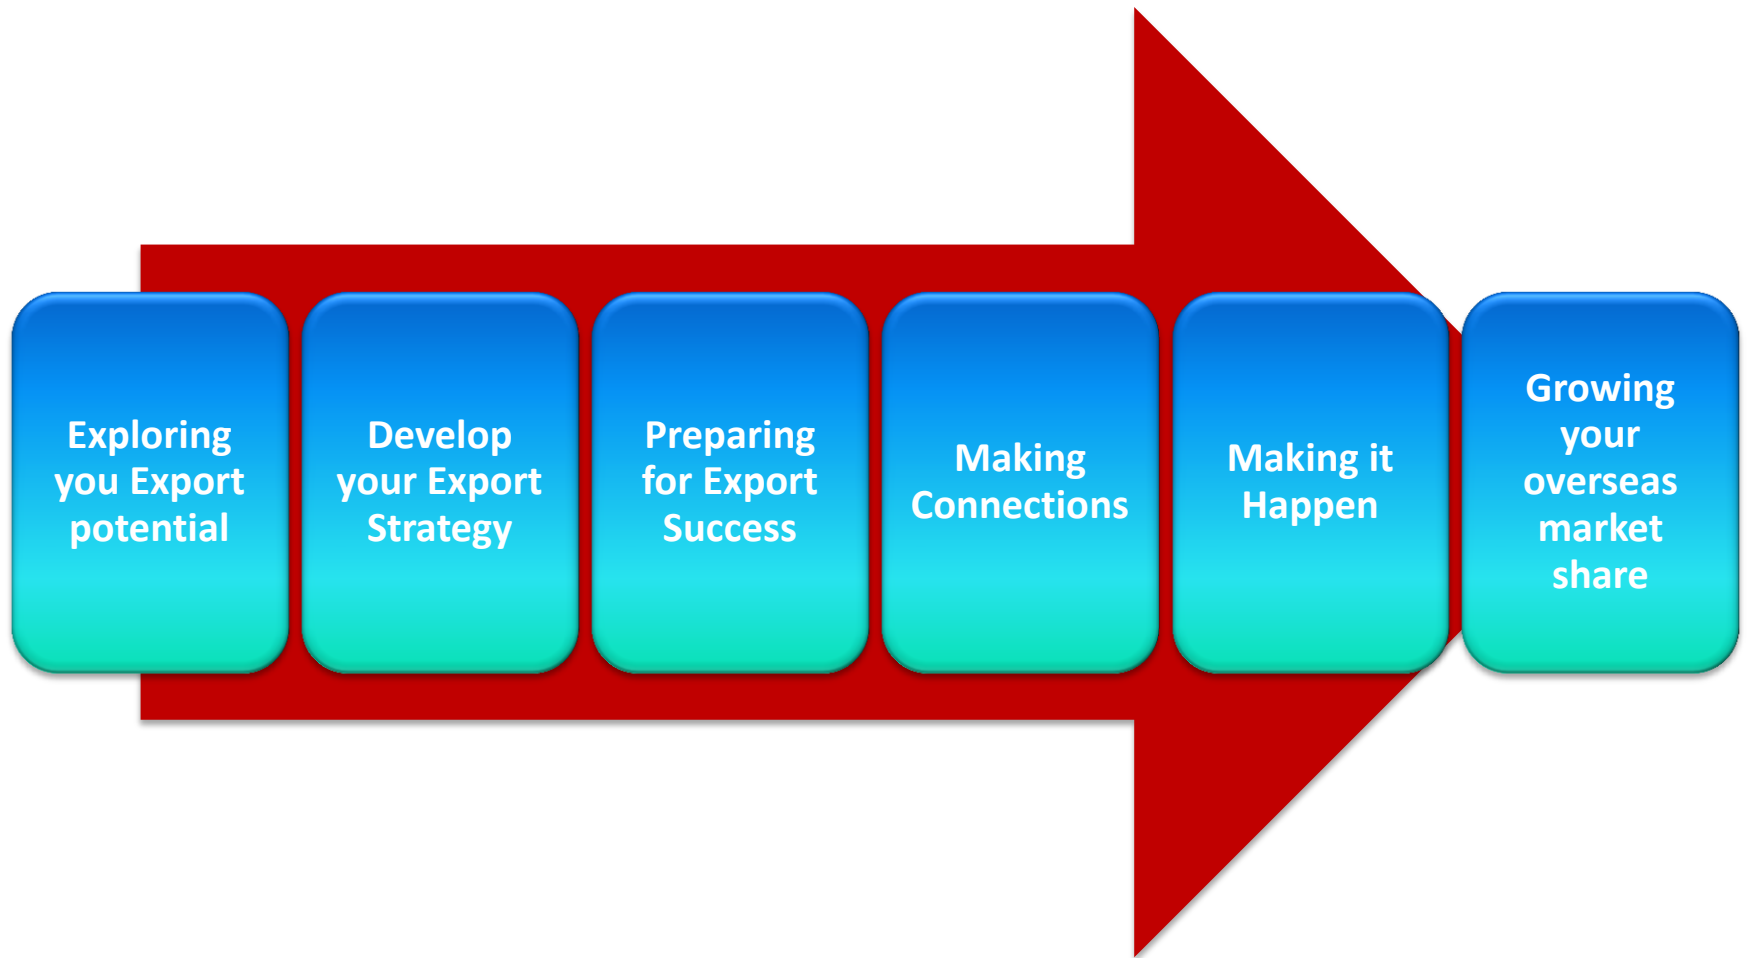 Exploring
you Export
potential
Develop
your Export
Strategy
Preparing
for Export
Success
Making
Connections
Making it
Happen
Growing
your
overseas
market
share